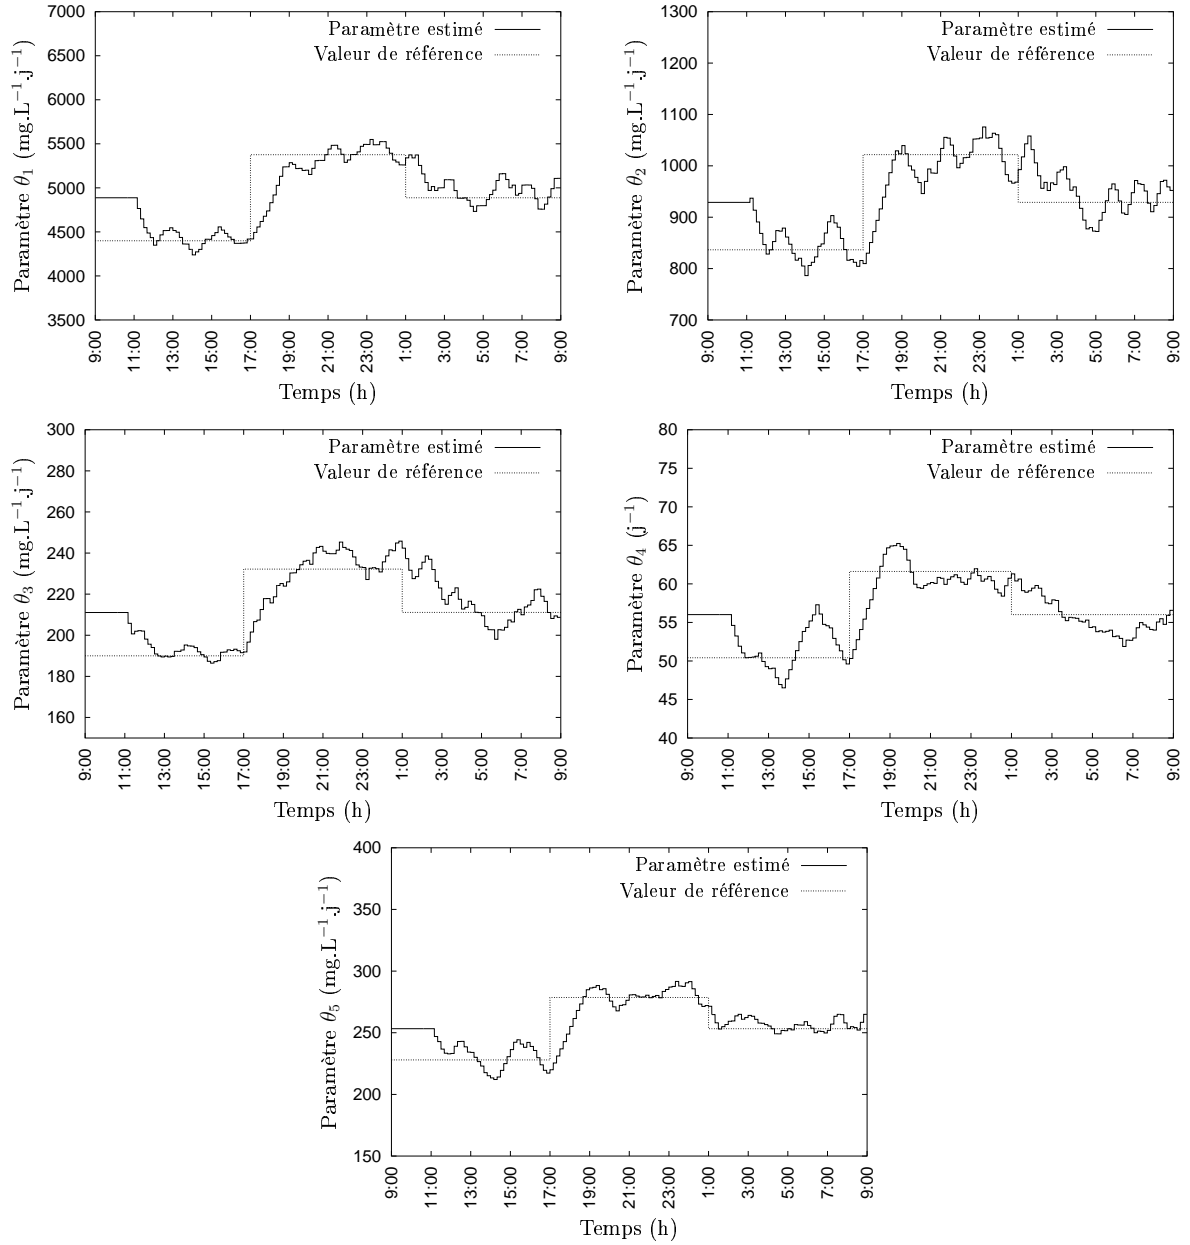 Paramètre θ₁ (mg.L⁻¹.j⁻¹)
7000
6500
6000
5500
5000
4500
4000
3500
Paramètre estimé
Valeur de référence
9:00 11:00 13:00 15:00 17:00 19:00 21:00 23:00 1:00 3:00 5:00 7:00 9:00
Temps (h)
Paramètre θ₂ (mg.L⁻¹.j⁻¹)
1300
1200
1100
1000
900
800
700
Paramètre estimé
Valeur de référence
9:00 11:00 13:00 15:00 17:00 19:00 21:00 23:00 1:00 3:00 5:00 7:00 9:00
Temps (h)
Paramètre θ₃ (mg.L⁻¹.j⁻¹)
300
280
260
240
220
200
180
160
Paramètre estimé
Valeur de référence
9:00 11:00 13:00 15:00 17:00 19:00 21:00 23:00 1:00 3:00 5:00 7:00 9:00
Temps (h)
Paramètre θ₄ (j⁻¹)
80
75
70
65
60
55
50
45
40
Paramètre estimé
Valeur de référence
9:00 11:00 13:00 15:00 17:00 19:00 21:00 23:00 1:00 3:00 5:00 7:00 9:00
Temps (h)
Paramètre θ₅ (mg.L⁻¹.j⁻¹)
400
350
300
250
200
150
Paramètre estimé
Valeur de référence
9:00 11:00 13:00 15:00 17:00 19:00 21:00 23:00 1:00 3:00 5:00 7:00 9:00
Temps (h)